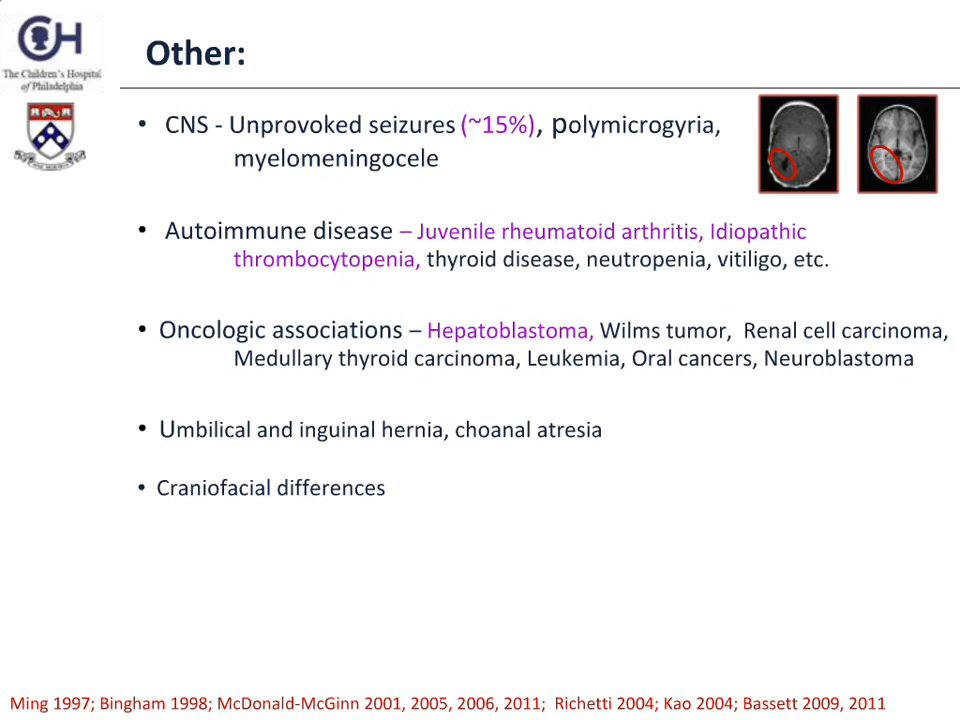 The Children's Hospital
of Philadelphia
Other:
• CNS - Unprovoked seizures (~15%), polymicrogyria,
myelomeningocele
• Autoimmune disease – Juvenile rheumatoid arthritis, Idiopathic
thrombocytopenia, thyroid disease, neutropenia, vitiligo, etc.
• Oncologic associations – Hepatoblastoma, Wilms tumor, Renal cell carcinoma,
Medullary thyroid carcinoma, Leukemia, Oral cancers, Neuroblastoma
• Umbilical and inguinal hernia, choanal atresia
• Craniofacial differences
Ming 1997; Bingham 1998; McDonald-McGinn 2001, 2005, 2006, 2011; Richetti 2004; Kao 2004; Bassett 2009, 2011